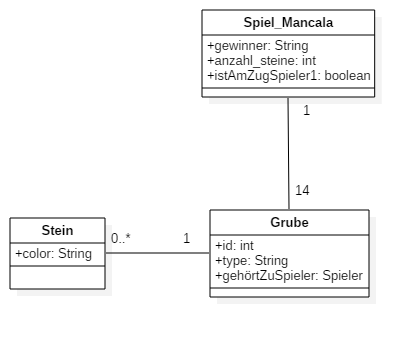 Spiel_Mancala
+gewinner: String
+anzahl_steine: int
+istAmZugSpieler1: boolean
1
14
Stein
+color: String
0..*
1
Grube
+id: int
+type: String
+gehörtZuSpieler: Spieler